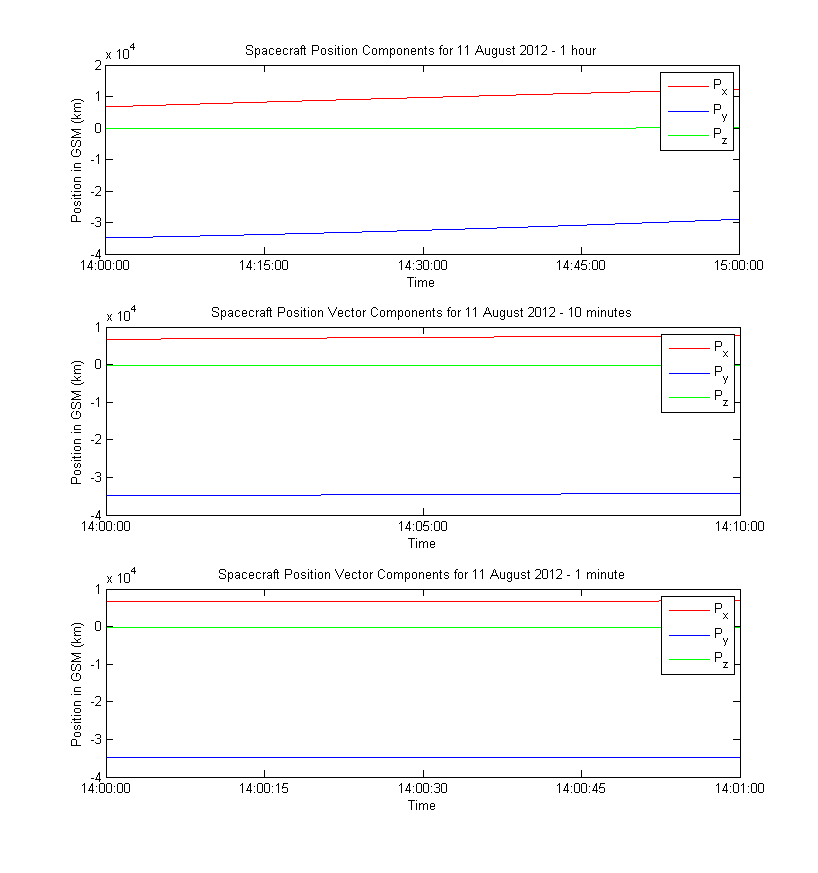 Spacecraft Position Components for 11 August 2012 - 1 hour
x 10^4
Position in GSM (km)
2
1
0
-1
-2
-3
-4
14:00:00 14:15:00 14:30:00 14:45:00 15:00:00
Time
P_x
P_y
P_z
Spacecraft Position Vector Components for 11 August 2012 - 10 minutes
x 10^4
Position in GSM (km)
1
0
-1
-2
-3
-4
14:00:00 14:05:00 14:10:00
Time
P_x
P_y
P_z
Spacecraft Position Vector Components for 11 August 2012 - 1 minute
x 10^4
Position in GSM (km)
1
0
-1
-2
-3
-4
14:00:00 14:00:15 14:00:30 14:00:45 14:01:00
Time
P_x
P_y
P_z